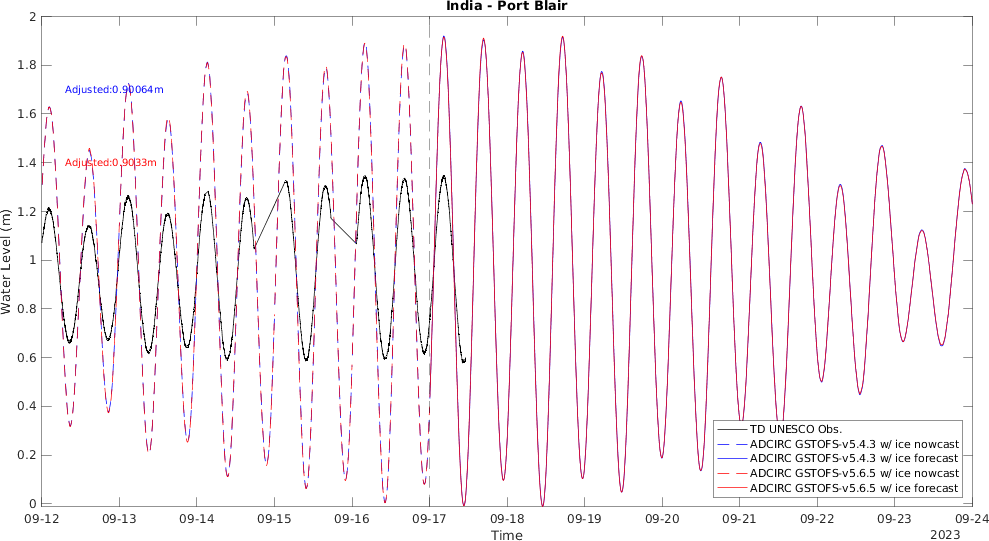 India - Port Blair
2
1.8
1.6
1.4
1.2
1
0.8
0.6
0.4
0.2
0
Water Level (m)
Adjusted:0.90064m
Adjusted:0.9033m
TD UNESCO Obs.
ADCIRC GSTOFS-v5.4.3 w/ ice nowcast
ADCIRC GSTOFS-v5.4.3 w/ ice forecast
ADCIRC GSTOFS-v5.6.5 w/ ice nowcast
ADCIRC GSTOFS-v5.6.5 w/ ice forecast
09-12 09-13 09-14 09-15 09-16 09-17 09-18 09-19 09-20 09-21 09-22 09-23 09-24
Time
2023